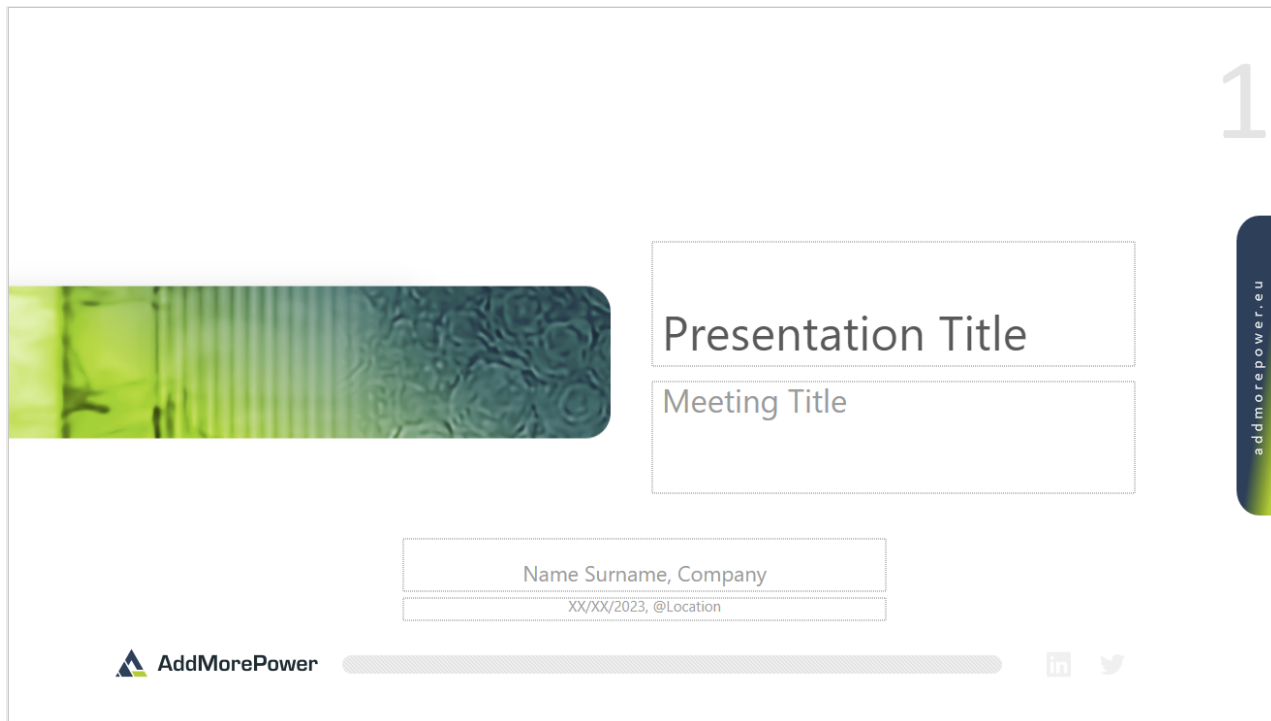 1
Presentation Title
Meeting Title
addmorepower.eu
Name Surname, Company
XX/XX/2023, @Location
AddMorePower
in